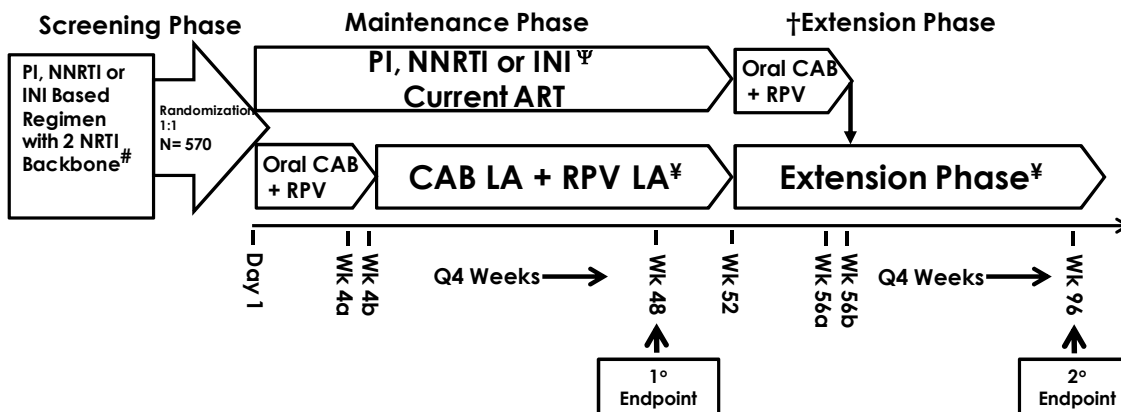 Screening Phase
Maintenance Phase
†Extension Phase
PI, NNRTI or
INI Based
Regimen
with 2 NRTI
Backbone#
Randomization
1:1
N= 570
PI, NNRTI or INI Ψ
Current ART
Oral CAB
+ RPV
Oral CAB
+ RPV
CAB LA + RPV LA¥
Extension Phase¥
Day 1
Wk 4a
Wk 4b
Q4 Weeks
Wk 48
Wk 52
Wk 56a
Wk 56b
Q4 Weeks
Wk 96
1º
Endpoint
2º
Endpoint